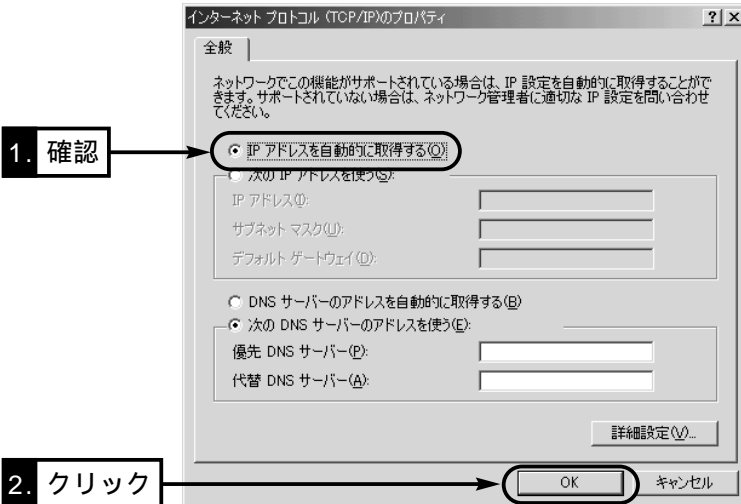 インターネット プロトコル (TCP/IP)のプロパティ
全般
ネットワークでこの機能がサポートされている場合は、IP 設定を自動的に取得することがで
きます。サポートされていない場合は、ネットワーク管理者に適切な IP 設定を問い合わせ
てください。
1. 確認
IP アドレスを自動的に取得する(O)
次の IP アドレスを使う(S):
IP アドレス(I):
サブネット マスク(U):
デフォルト ゲートウェイ(D):
DNS サーバーのアドレスを自動的に取得する(B)
次の DNS サーバーのアドレスを使う(E):
優先 DNS サーバー(P):
代替 DNS サーバー(A):
詳細設定(V)...
2. クリック
OK
キャンセル